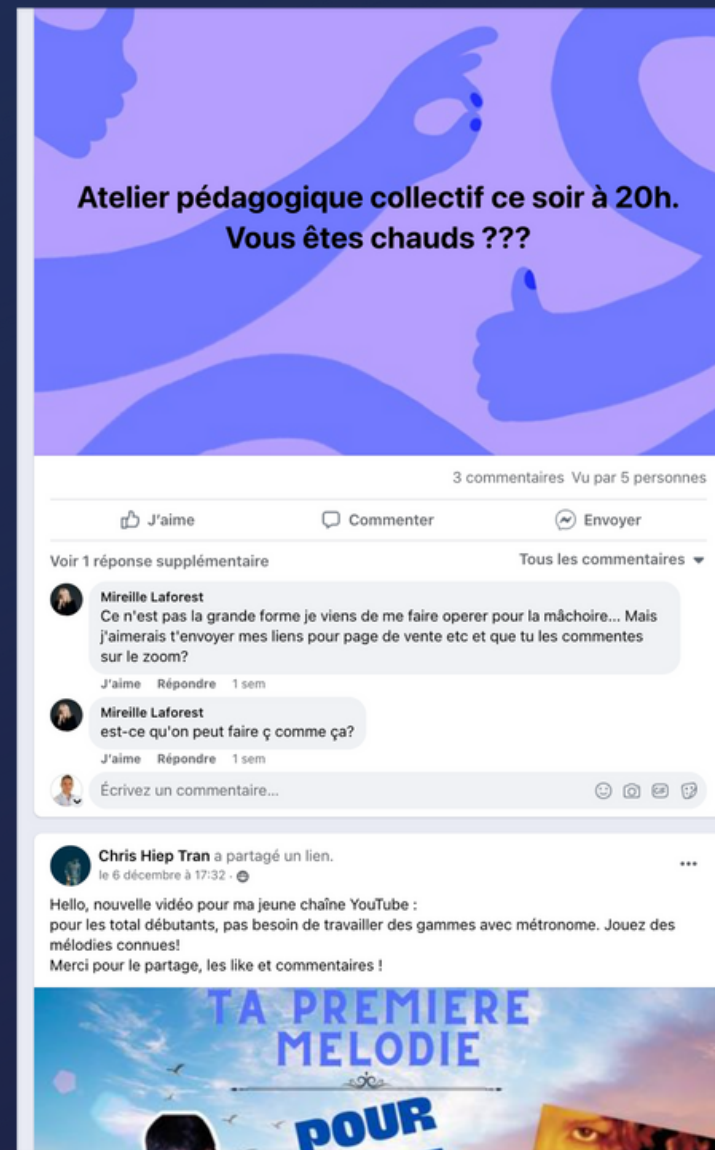 Atelier pédagogique collectif ce soir à 20h.
Vous êtes chauds ???
3 commentaires Vu par 5 personnes
J'aime Commenter Envoyer
Voir 1 réponse supplémentaire Tous les commentaires
Mireille Laforest
Ce n'est pas la grande forme je viens de me faire operer pour la mâchoire... Mais
j'aimerais t'envoyer mes liens pour page de vente etc et que tu les commentes
sur le zoom?
J'aime Répondre 1 sem
Mireille Laforest
est-ce qu'on peut faire ç comme ça?
J'aime Répondre 1 sem
Écrivez un commentaire...
GIF
Chris Hiep Tran a partagé un lien.
le 6 décembre à 17:32 ·
Hello, nouvelle vidéo pour ma jeune chaîne YouTube :
pour les total débutants, pas besoin de travailler des gammes avec métronome. Jouez des
mélodies connues!
Merci pour le partage, les like et commentaires !
TA PREMIERE
MELODIE
POUR